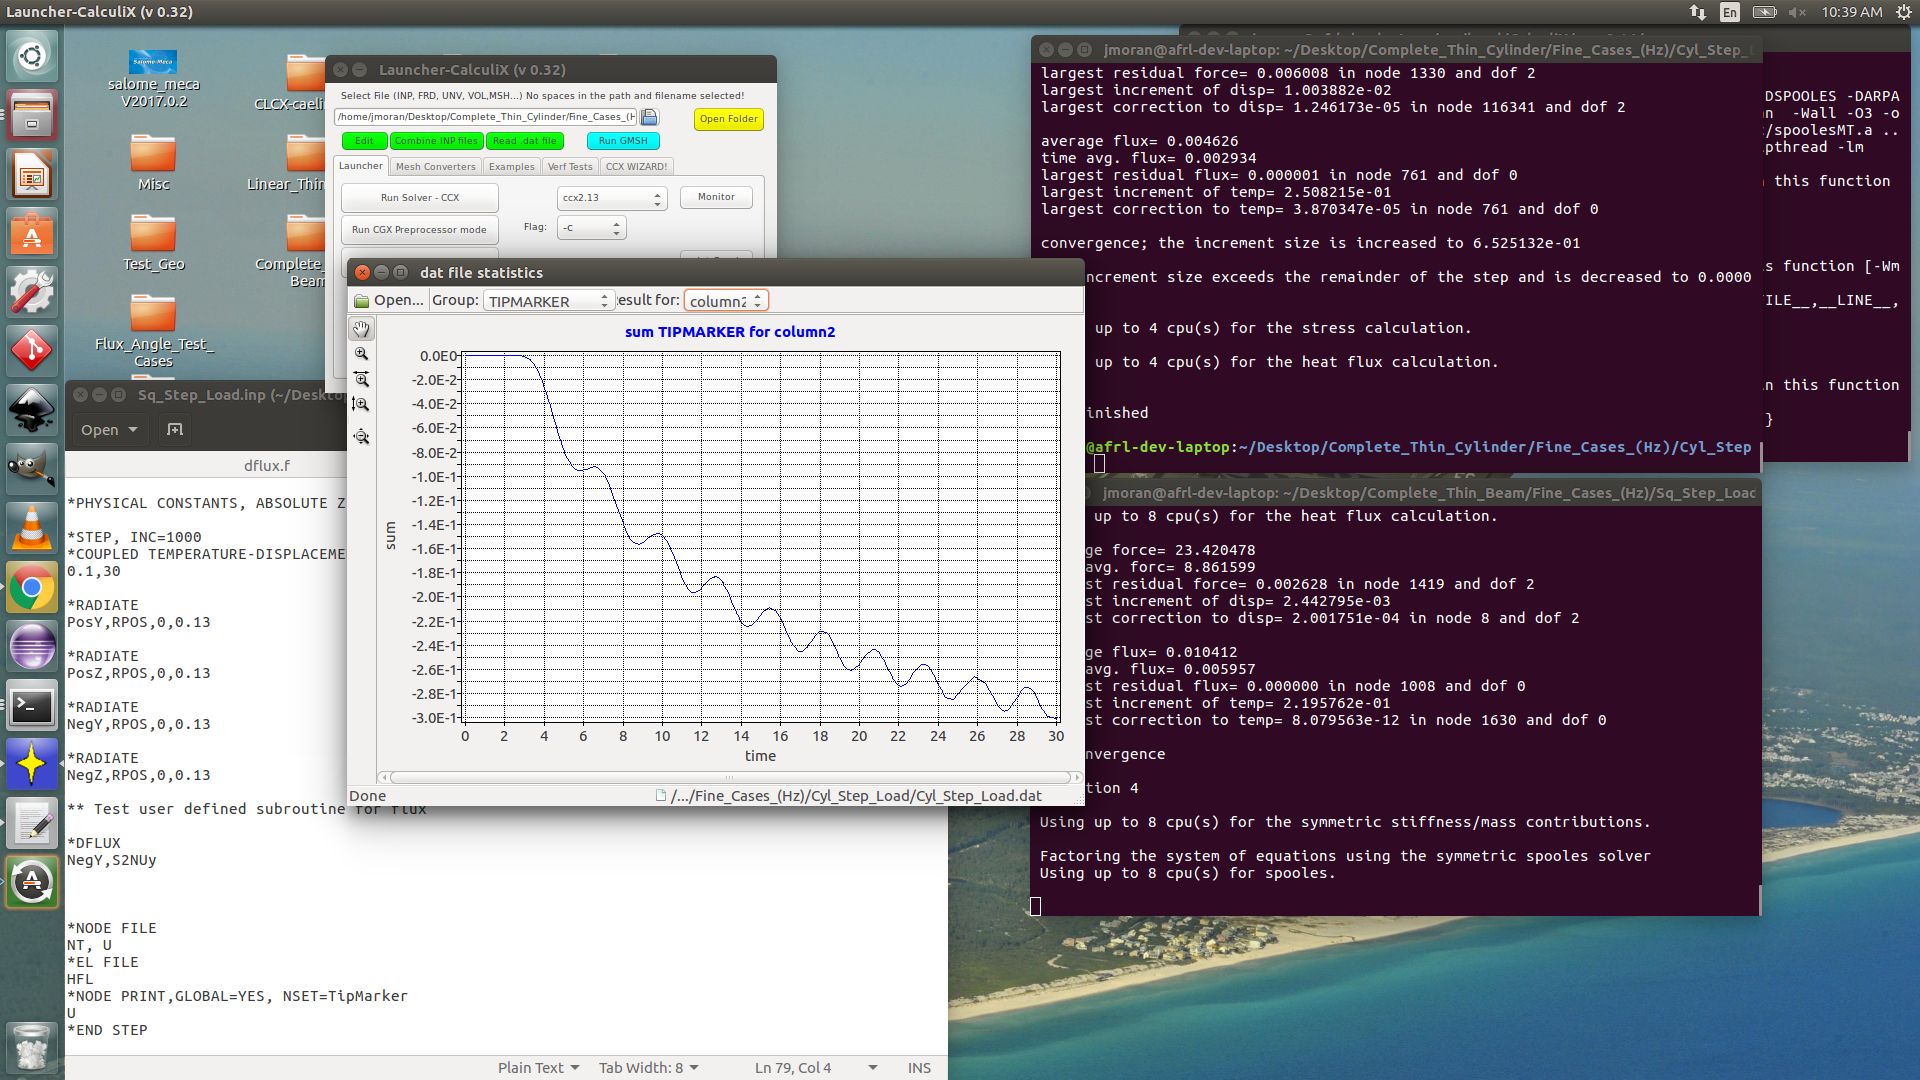 Launcher-CalculiX (v 0.32)
En
10:39 AM
salome_meca
V2017.0.2
Misc
Test_Geo
Flux_Angle_Test_
Cases
CLCX-caeli
Linear_Thin
Complete_
Beam
Launcher-CalculiX (v 0.32)
Select File (INP, FRD, UNV, VOL,MSH...) No spaces in the path and filename selected!
/home/jmoran/Desktop/Complete_Thin_Cylinder/Fine_Cases_(H
Open Folder
Edit
Combine INP files
Read .dat file
Run GMSH
Launcher
Mesh Converters
Examples
Verf Tests
CCX WIZARD!
Run Solver - CCX
ccx2.13
Monitor
Run CGX Preprocessor mode
Flag:
-c
dat file statistics
Open...
Group:
TIPMARKER
esult for:
column2
sum TIPMARKER for column2
0.0E0
-2.0E-2
-4.0E-2
-6.0E-2
-8.0E-2
-1.0E-1
-1.2E-1
-1.4E-1
-1.6E-1
-1.8E-1
-2.0E-1
-2.2E-1
-2.4E-1
-2.6E-1
-2.8E-1
-3.0E-1
sum
0 2 4 6 8 10 12 14 16 18 20 22 24 26 28 30
time
Done
/.../Fine_Cases_(Hz)/Cyl_Step_Load/Cyl_Step_Load.dat
Sq_Step_Load.inp (~/Deskto
Open
dflux.f
*PHYSICAL CONSTANTS, ABSOLUTE Z
*STEP, INC=1000
*COUPLED TEMPERATURE-DISPLACEME
0.1,30
*RADIATE
PosY,RPOS,0,0.13
*RADIATE
PosZ,RPOS,0,0.13
*RADIATE
NegY,RPOS,0,0.13
*RADIATE
NegZ,RPOS,0,0.13
** Test user defined subroutine for flux
*DFLUX
NegY,S2NUy
*NODE FILE
NT, U
*EL FILE
HFL
*NODE PRINT,GLOBAL=YES, NSET=TipMarker
U
*END STEP
Plain Text
Tab Width: 8
Ln 79, Col 4
INS
jmoran@afrl-dev-laptop: ~/Desktop/Complete_Thin_Cylinder/Fine_Cases_(Hz)/Cyl_Step_L
largest residual force= 0.006008 in node 1330 and dof 2
largest increment of disp= 1.003882e-02
largest correction to disp= 1.246173e-05 in node 116341 and dof 2
average flux= 0.004626
time avg. flux= 0.002934
largest residual flux= 0.000001 in node 761 and dof 0
largest increment of temp= 2.508215e-01
largest correction to temp= 3.870347e-05 in node 761 and dof 0
convergence; the increment size is increased to 6.525132e-01
ncrement size exceeds the remainder of the step and is decreased to 0.0000
up to 4 cpu(s) for the stress calculation.
up to 4 cpu(s) for the heat flux calculation.
inished
@afrl-dev-laptop:~/Desktop/Complete_Thin_Cylinder/Fine_Cases_(Hz)/Cyl_Step
DSPOOLES -DARPA
n -Wall -O3 -o
/spoolesMT.a ..
pthread -lm
n this function
s function [-Wm
FILE__,__LINE__,
in this function
}
jmoran@afrl-dev-laptop: ~/Desktop/Complete_Thin_Beam/Fine_Cases_(Hz)/Sq_Step_Load
up to 8 cpu(s) for the heat flux calculation.
ge force= 23.420478
avg. forc= 8.861599
st residual force= 0.002628 in node 1419 and dof 2
st increment of disp= 2.442795e-03
st correction to disp= 2.001751e-04 in node 8 and dof 2
ge flux= 0.010412
avg. flux= 0.005957
st residual flux= 0.000000 in node 1008 and dof 0
st increment of temp= 2.195762e-01
st correction to temp= 8.079563e-12 in node 1630 and dof 0
nvergence
tion 4
Using up to 8 cpu(s) for the symmetric stiffness/mass contributions.
Factoring the system of equations using the symmetric spooles solver
Using up to 8 cpu(s) for spooles.